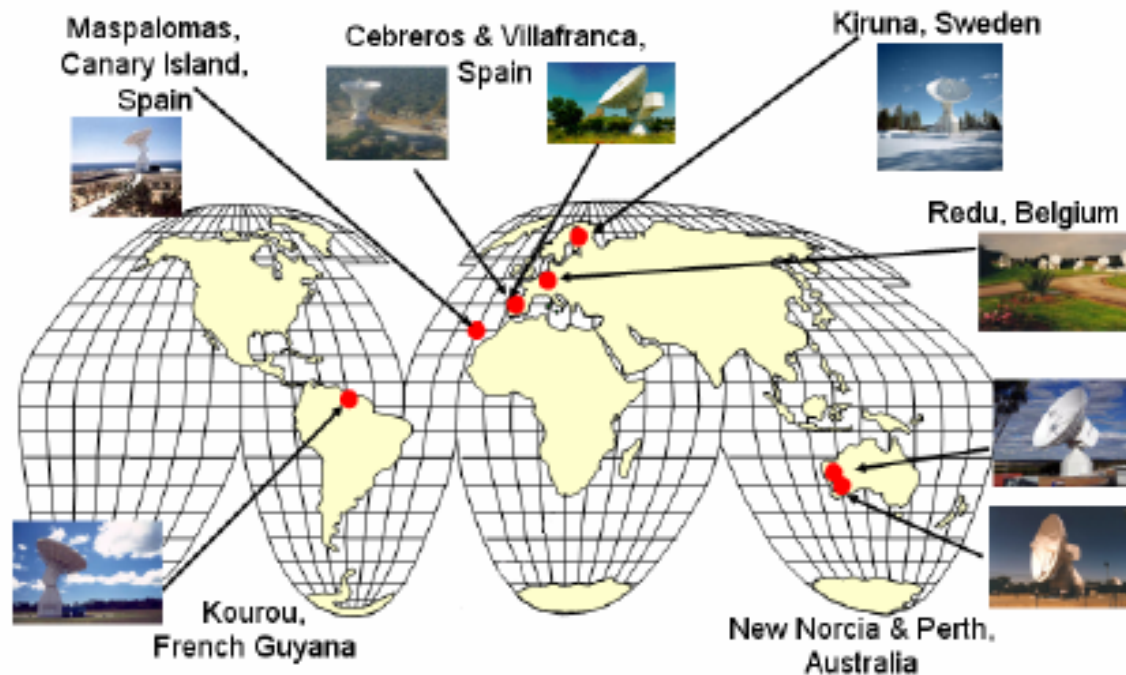 Maspalomas,
Canary Island,
Spain
Cebreros & Villafranca,
Spain
Kiruna, Sweden
Redu, Belgium
Kourou,
French Guyana
New Norcia & Perth,
Australia